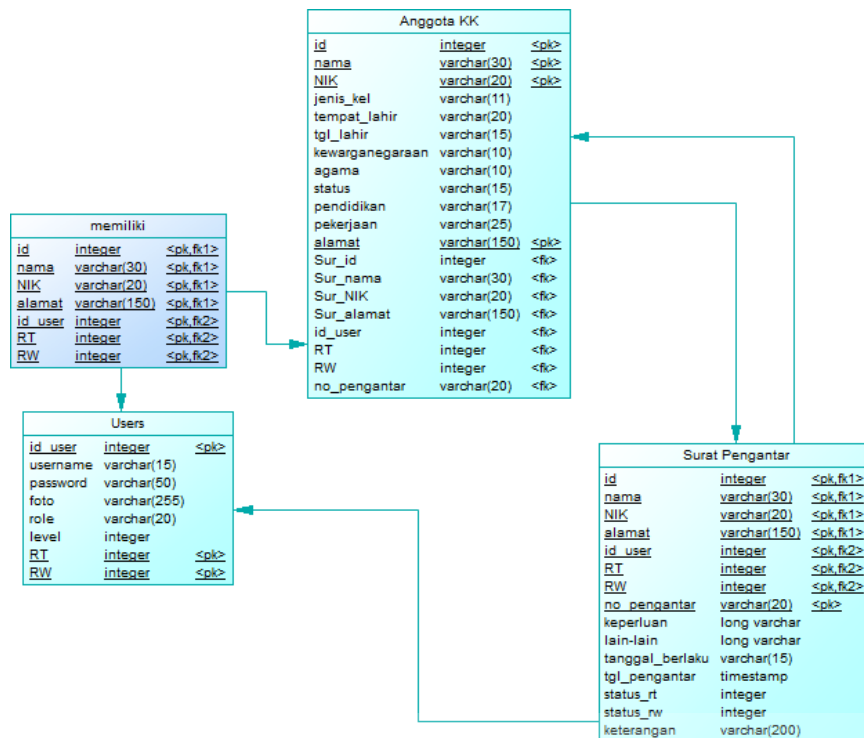 Anggota KK
id integer <pk>
nama varchar(30) <pk>
NIK varchar(20) <pk>
jenis_kel varchar(11)
tempat_lahir varchar(20)
tgl_lahir varchar(15)
kewarganegaraan varchar(10)
agama varchar(10)
status varchar(15)
pendidikan varchar(17)
pekerjaan varchar(25)
alamat varchar(150) <pk>
Sur_id integer <fk>
Sur_nama varchar(30) <fk>
Sur_NIK varchar(20) <fk>
Sur_alamat varchar(150) <fk>
id_user integer <fk>
RT integer <fk>
RW integer <fk>
no_pengantar varchar(20) <fk>
memiliki
id integer <pk,fk1>
nama varchar(30) <pk,fk1>
NIK varchar(20) <pk,fk1>
alamat varchar(150) <pk,fk1>
id_user integer <pk,fk2>
RT integer <pk,fk2>
RW integer <pk,fk2>
Users
id_user integer <pk>
username varchar(15)
password varchar(50)
foto varchar(255)
role varchar(20)
level integer
RT integer <pk>
RW integer <pk>
Surat Pengantar
id integer <pk,fk1>
nama varchar(30) <pk,fk1>
NIK varchar(20) <pk,fk1>
alamat varchar(150) <pk,fk1>
id_user integer <pk,fk2>
RT integer <pk,fk2>
RW integer <pk,fk2>
no_pengantar varchar(20) <pk>
keperluan long varchar
lain-lain long varchar
tanggal_berlaku varchar(15)
tgl_pengantar timestamp
status_rt integer
status_rw integer
keterangan varchar(200)